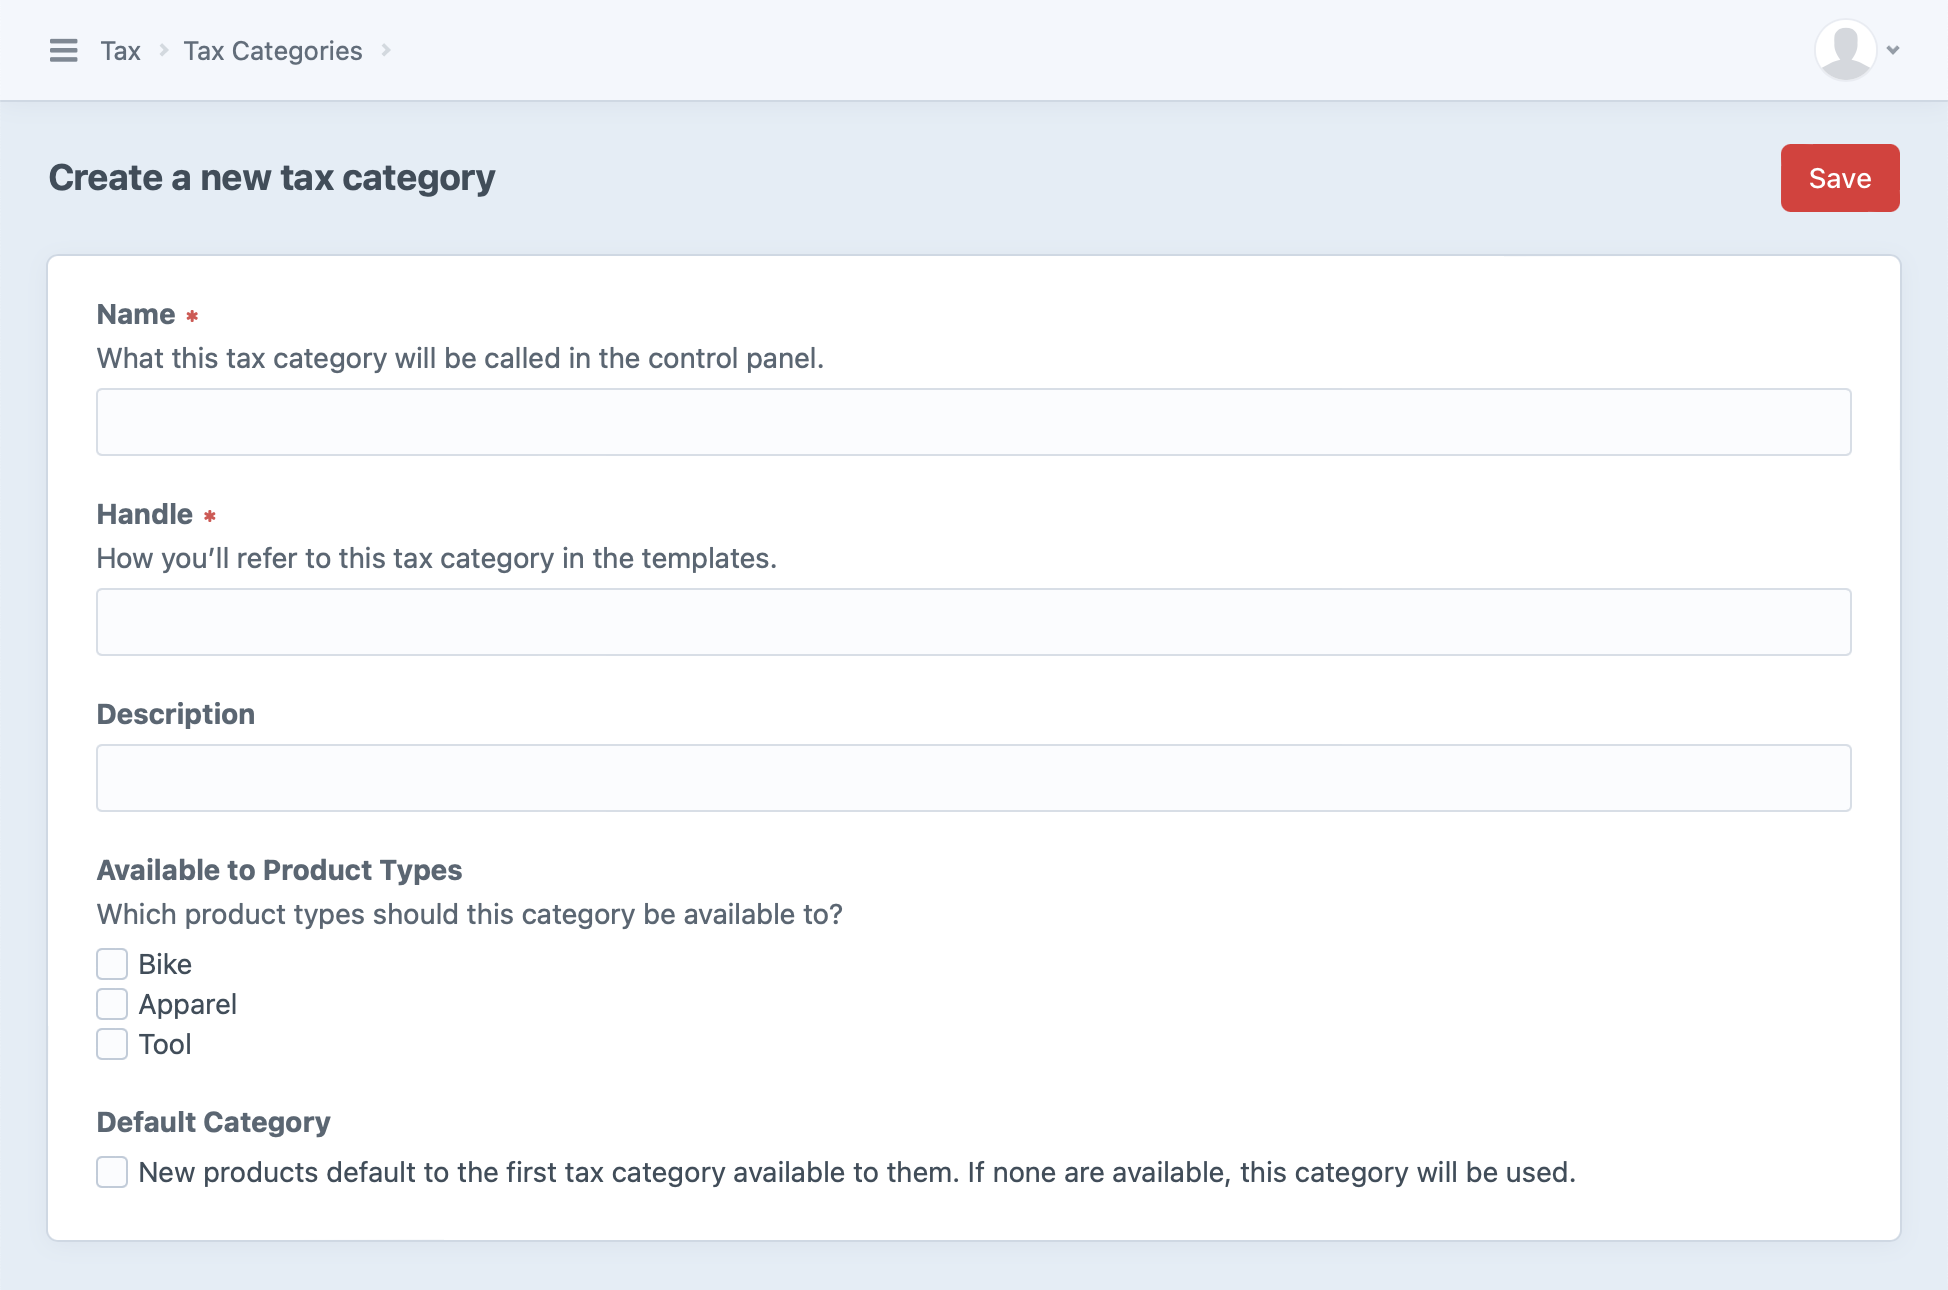 Tax Tax Categories
Create a new tax category
Save
Name *
What this tax category will be called in the control panel.
Handle *
How you’ll refer to this tax category in the templates.
Description
Available to Product Types
Which product types should this category be available to?
Bike
Apparel
Tool
Default Category
New products default to the first tax category available to them. If none are available, this category will be used.